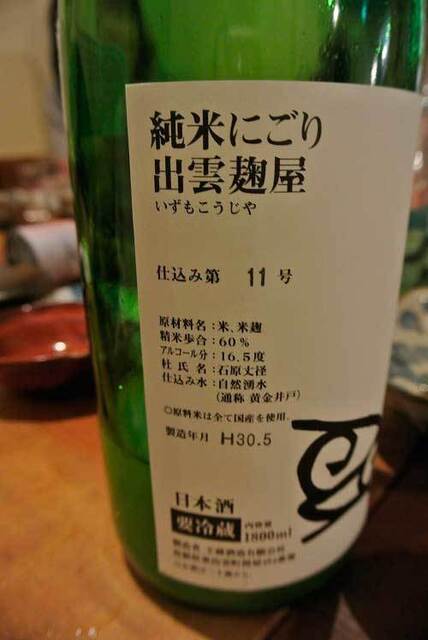 純米にごり
出雲麹屋
いずもこうじや
仕込み第 11 号
原材料名:米、米麹
精米歩合:60%
アルコール分:16.5度
杜氏名:石原丈径
仕込み水:自然湧水
(通称 黄金井戸)
◎原料米は全て国産を使用。
製造年月 H30.5
日本酒
要冷蔵 内容量 1800ml